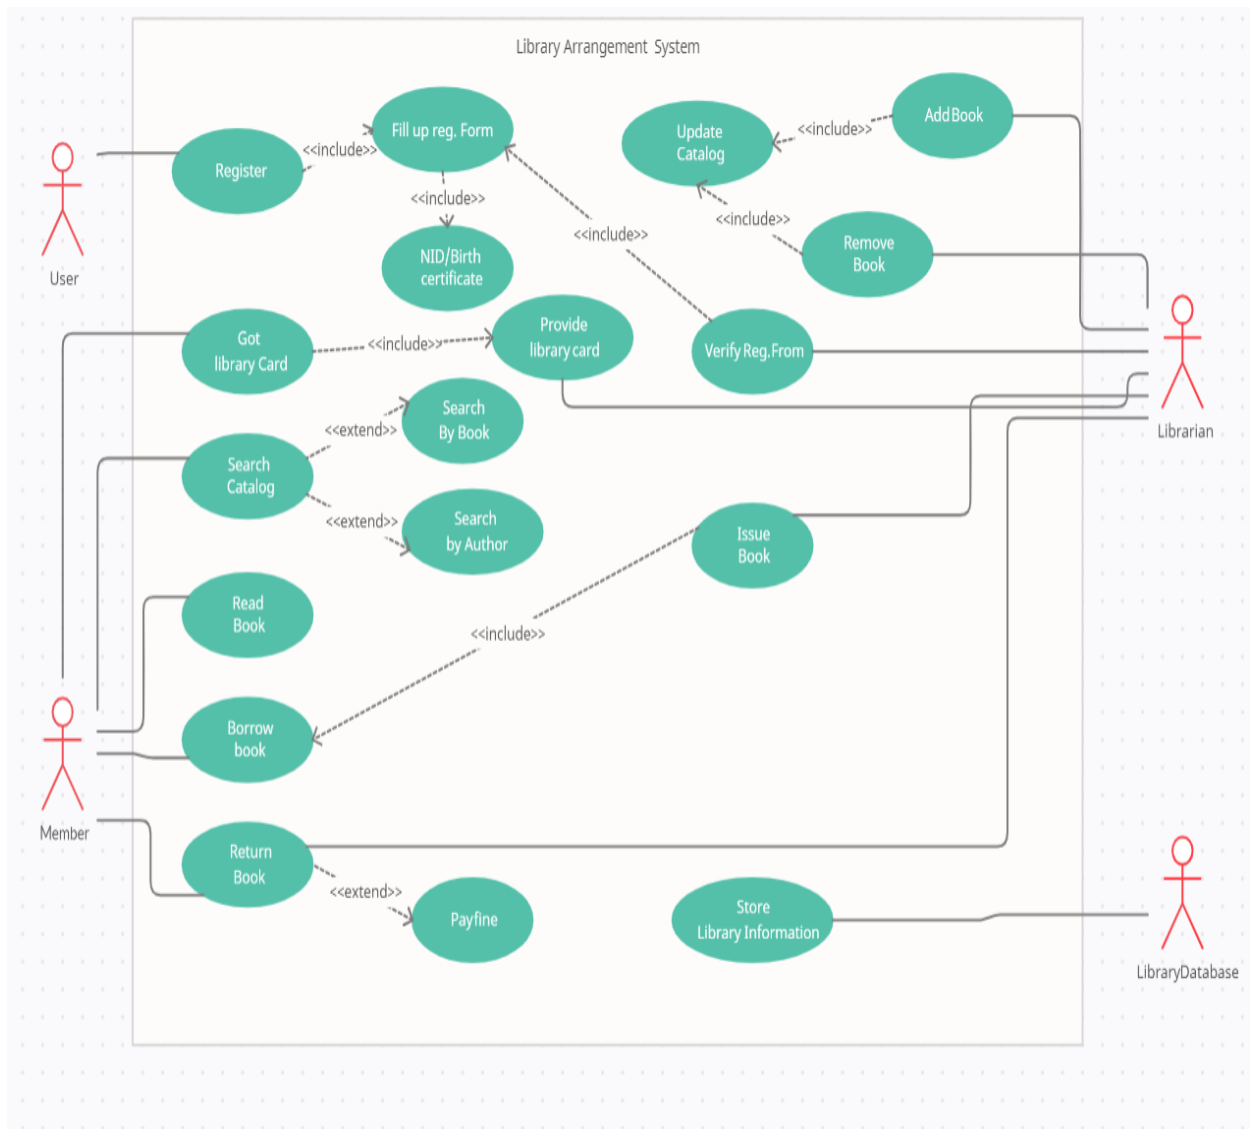 Library Arrangement System
Register
<<include>>
Fill up reg. Form
<<include>>
NID/Birth
certificate
Update
Catalog
<<include>>
Add Book
<<include>>
Remove
Book
<<include>>
User
Got
library Card
<<include>>
Provide
library card
Verify Reg.From
Librarian
Search
Catalog
<<extend>>
Search
By Book
<<extend>>
Search
by Author
Issue
Book
Read
Book
<<include>>
Borrow
book
Member
Return
Book
<<extend>>
Payfine
Store
Library Information
LibraryDatabase